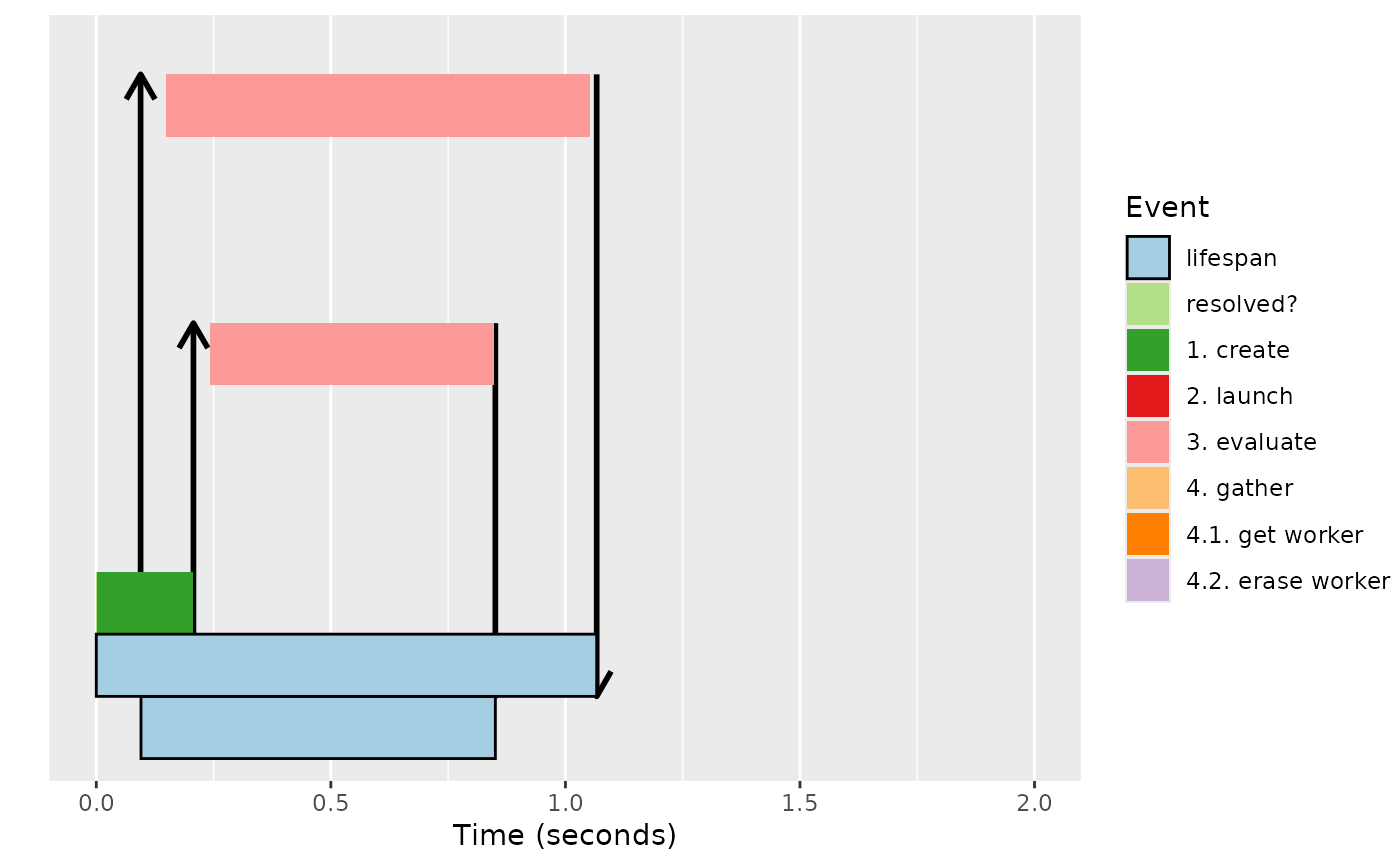 Event
lifespan
resolved?
1. create
2. launch
3. evaluate
4. gather
4.1. get worker
4.2. erase worker
0.0 0.5 1.0 1.5 2.0
Time (seconds)